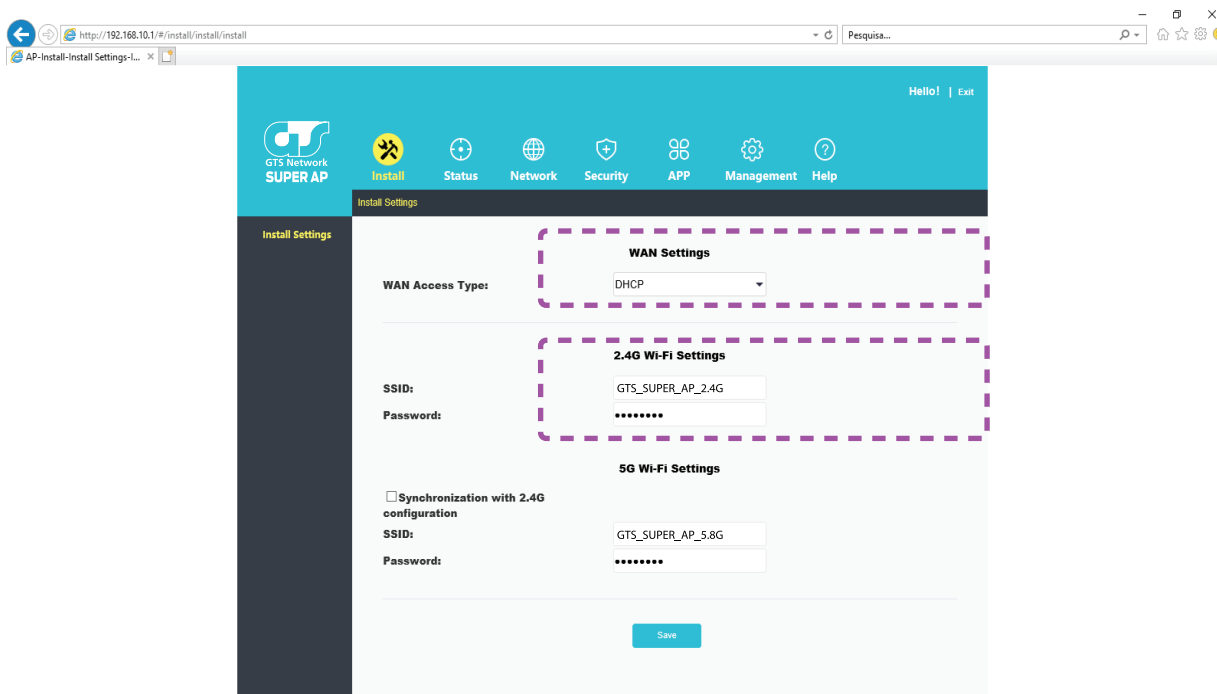 http://192.168.10.1/#/install/install/install
Pesquisa...
AP-Install-Install Settings-I...
Hello! | Exit
GTS Network
SUPER AP
Install Status Network Security APP Management Help
Install Settings
Install Settings
WAN Settings
WAN Access Type: DHCP
2.4G Wi-Fi Settings
SSID: GTS_SUPER_AP_2.4G
Password: ••••••••
5G Wi-Fi Settings
Synchronization with 2.4G
configuration
SSID: GTS_SUPER_AP_5.8G
Password: ••••••••
Save